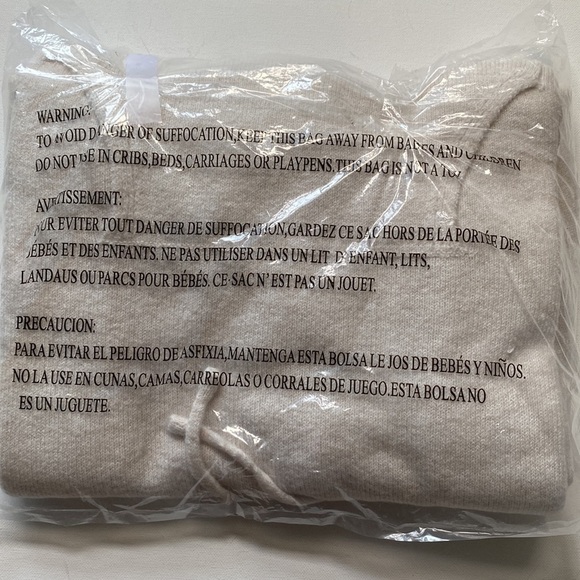 WARNING:
TO AVOID DANGER OF SUFFOCATION,KEEP THIS BAG AWAY FROM BABES AND CHILDREN
DO NOT USE IN CRIBS,BEDS,CARRIAGES OR PLAYPENS.THIS BAG IS NOT A TOY
AVERTISSEMENT:
POUR EVITER TOUT DANGER DE SUFFOCATION,GARDEZ CE SAC HORS DE LA PORTÉE DES
BÉBÉS ET DES ENFANTS. NE PAS UTILISER DANS UN LIT D'ENFANT, LITS,
LANDAUS OU PARCS POUR BÉBÉS. CE SAC N'EST PAS UN JOUET.
PRECAUCION:
PARA EVITAR EL PELIGRO DE ASFIXIA,MANTENGA ESTA BOLSA LE JOS DE BEBÉS Y NIÑOS.
NO LA USE EN CUNAS,CAMAS,CARREOLAS O CORRALES DE JUEGO.ESTA BOLSA NO
ES UN JUGUETE.